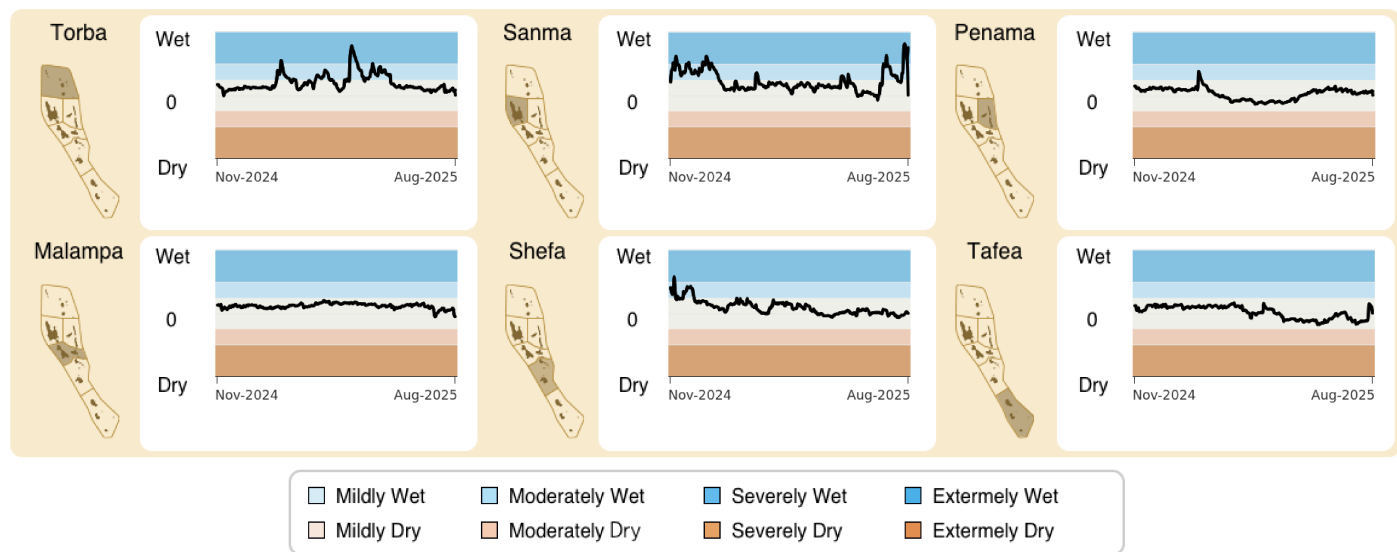 Torba
Wet
0
Dry
Nov-2024 Aug-2025
Sanma
Wet
0
Dry
Nov-2024 Aug-2025
Penama
Wet
0
Dry
Nov-2024 Aug-2025
Malampa
Wet
0
Dry
Nov-2024 Aug-2025
Shefa
Wet
0
Dry
Nov-2024 Aug-2025
Tafea
Wet
0
Dry
Nov-2024 Aug-2025
Mildly Wet Moderately Wet Severely Wet Extermely Wet
Mildly Dry Moderately Dry Severely Dry Extermely Dry